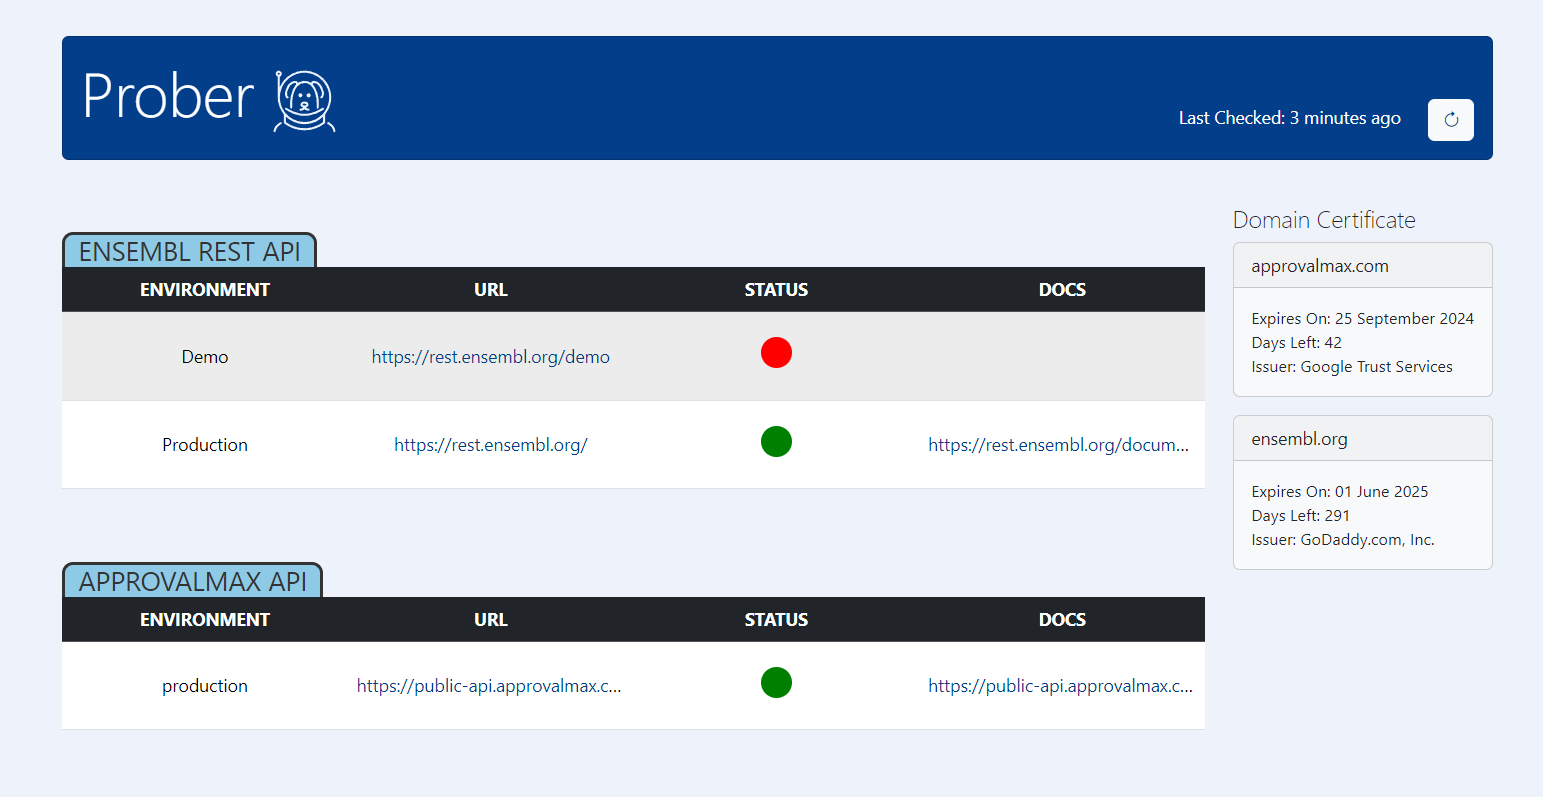 Prober
Last Checked: 3 minutes ago
ENSEMBL REST API
ENVIRONMENT URL STATUS DOCS
Demo https://rest.ensembl.org/demo
Production https://rest.ensembl.org/ https://rest.ensembl.org/docum...
APPROVALMAX API
ENVIRONMENT URL STATUS DOCS
production https://public-api.approvalmax.c... https://public-api.approvalmax.c...
Domain Certificate
approvalmax.com
Expires On: 25 September 2024
Days Left: 42
Issuer: Google Trust Services
ensembl.org
Expires On: 01 June 2025
Days Left: 291
Issuer: GoDaddy.com, Inc.